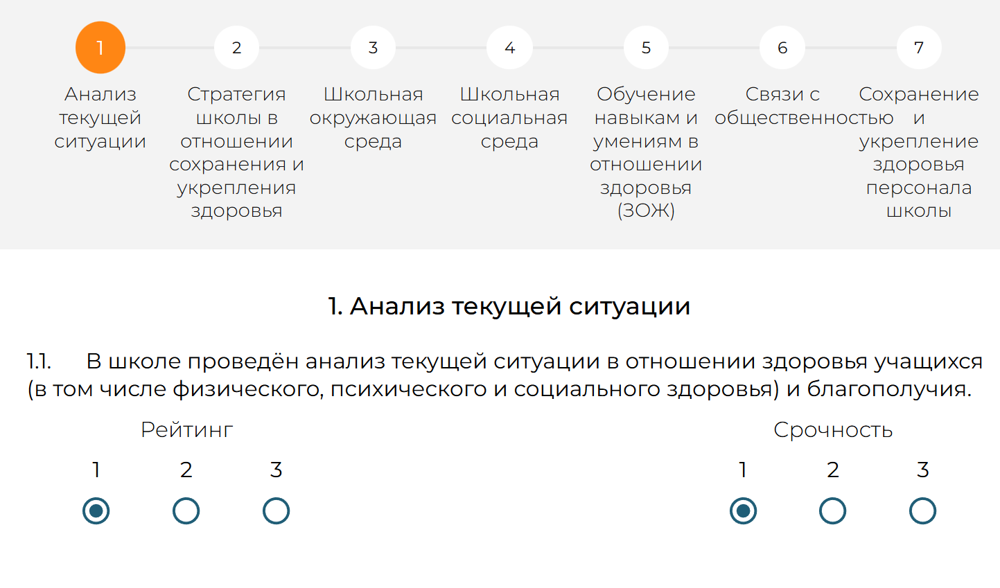 1
2
3
4
5
6
7
Анализ
текущей
ситуации
Стратегия
школы в
отношении
сохранения и
укрепления
здоровья
Школьная
окружающая
среда
Школьная
социальная
среда
Обучение
навыкам и
умениям в
отношении
здоровья
(ЗОЖ)
Связи с
общественностью
Сохранение
и
укрепление
здоровья
персонала
школы
1. Анализ текущей ситуации
1.1. В школе проведён анализ текущей ситуации в отношении здоровья учащихся
(в том числе физического, психического и социального здоровья) и благополучия.
Рейтинг
1 2 3
Срочность
1 2 3